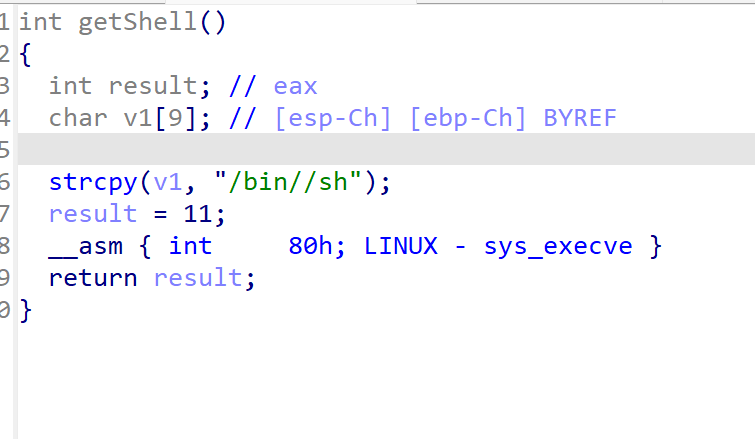 1 int getShell()
2 {
3   int result; // eax
4   char v1[9]; // [esp-Ch] [ebp-Ch] BYREF
5
6   strcpy(v1, "/bin//sh");
7   result = 11;
8   __asm { int     80h; LINUX - sys_execve }
9   return result;
0 }